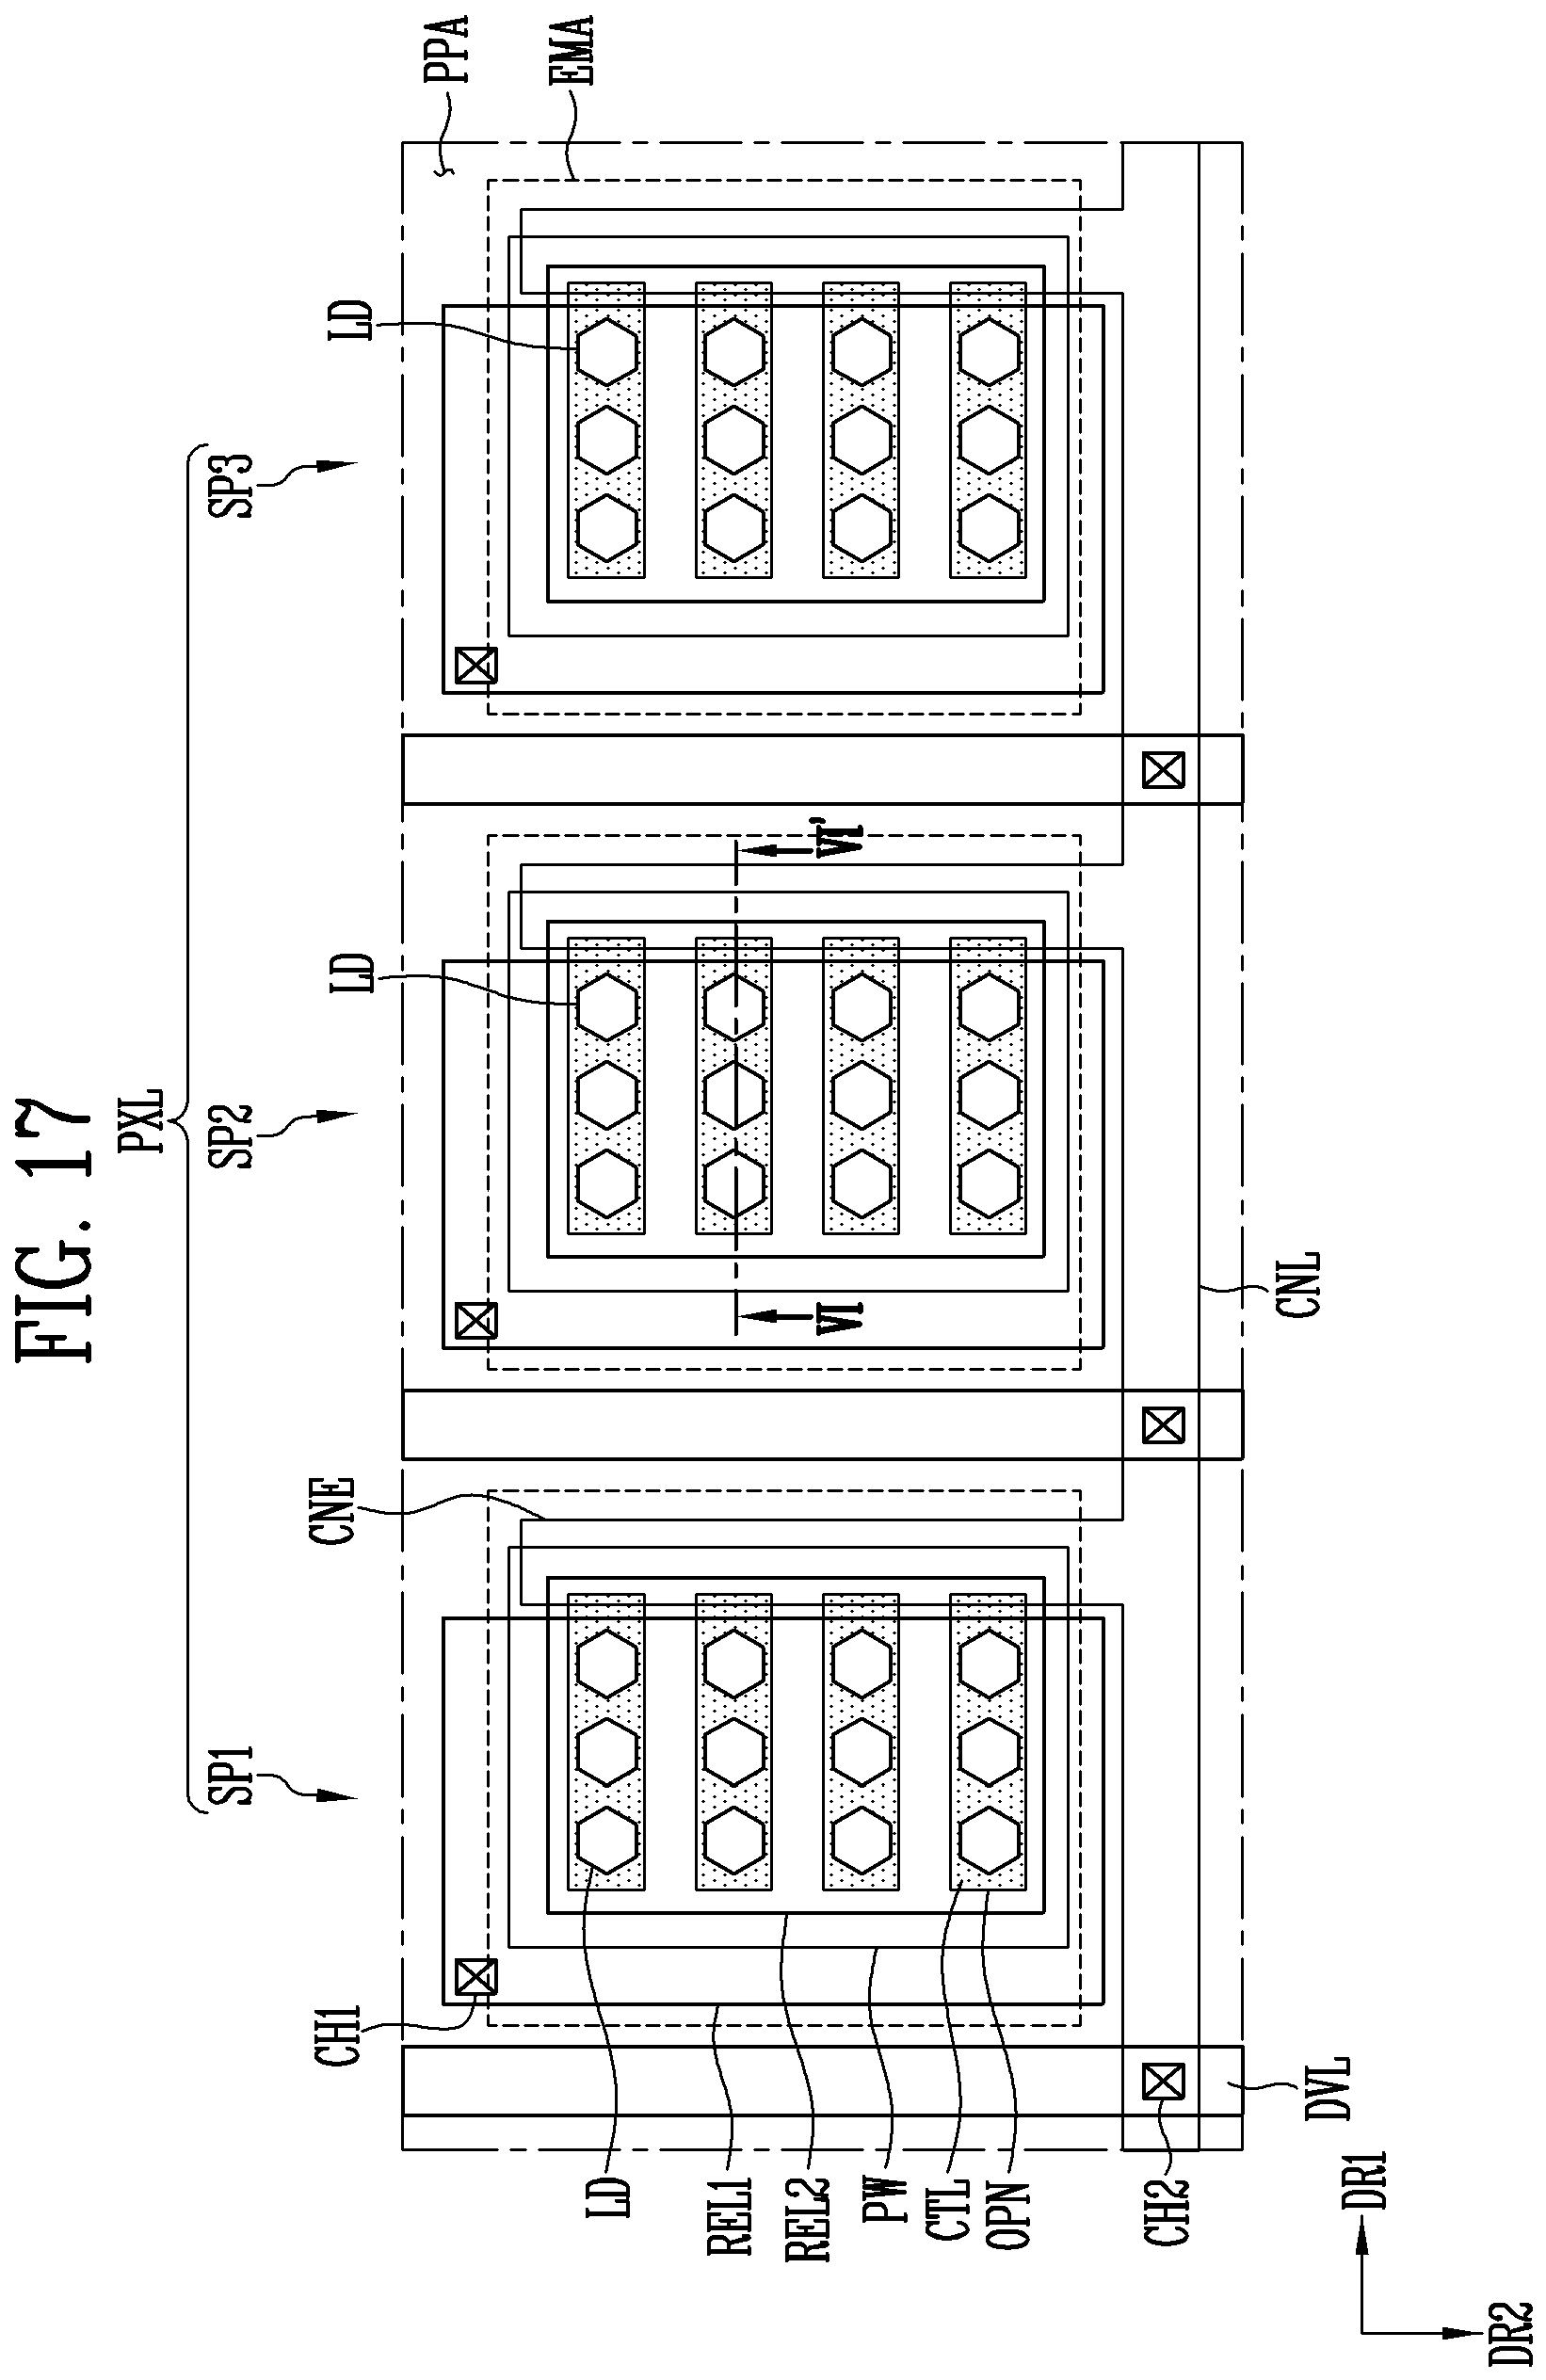 FIG. 17
PXL
SP1
SP2
SP3
CH1
CNE
LD
LD
PPA
EMA
VI
VI'
LD
REL1
REL2
PW
CTL
OPN
CH2
DVL
CNL
DR1
DR2